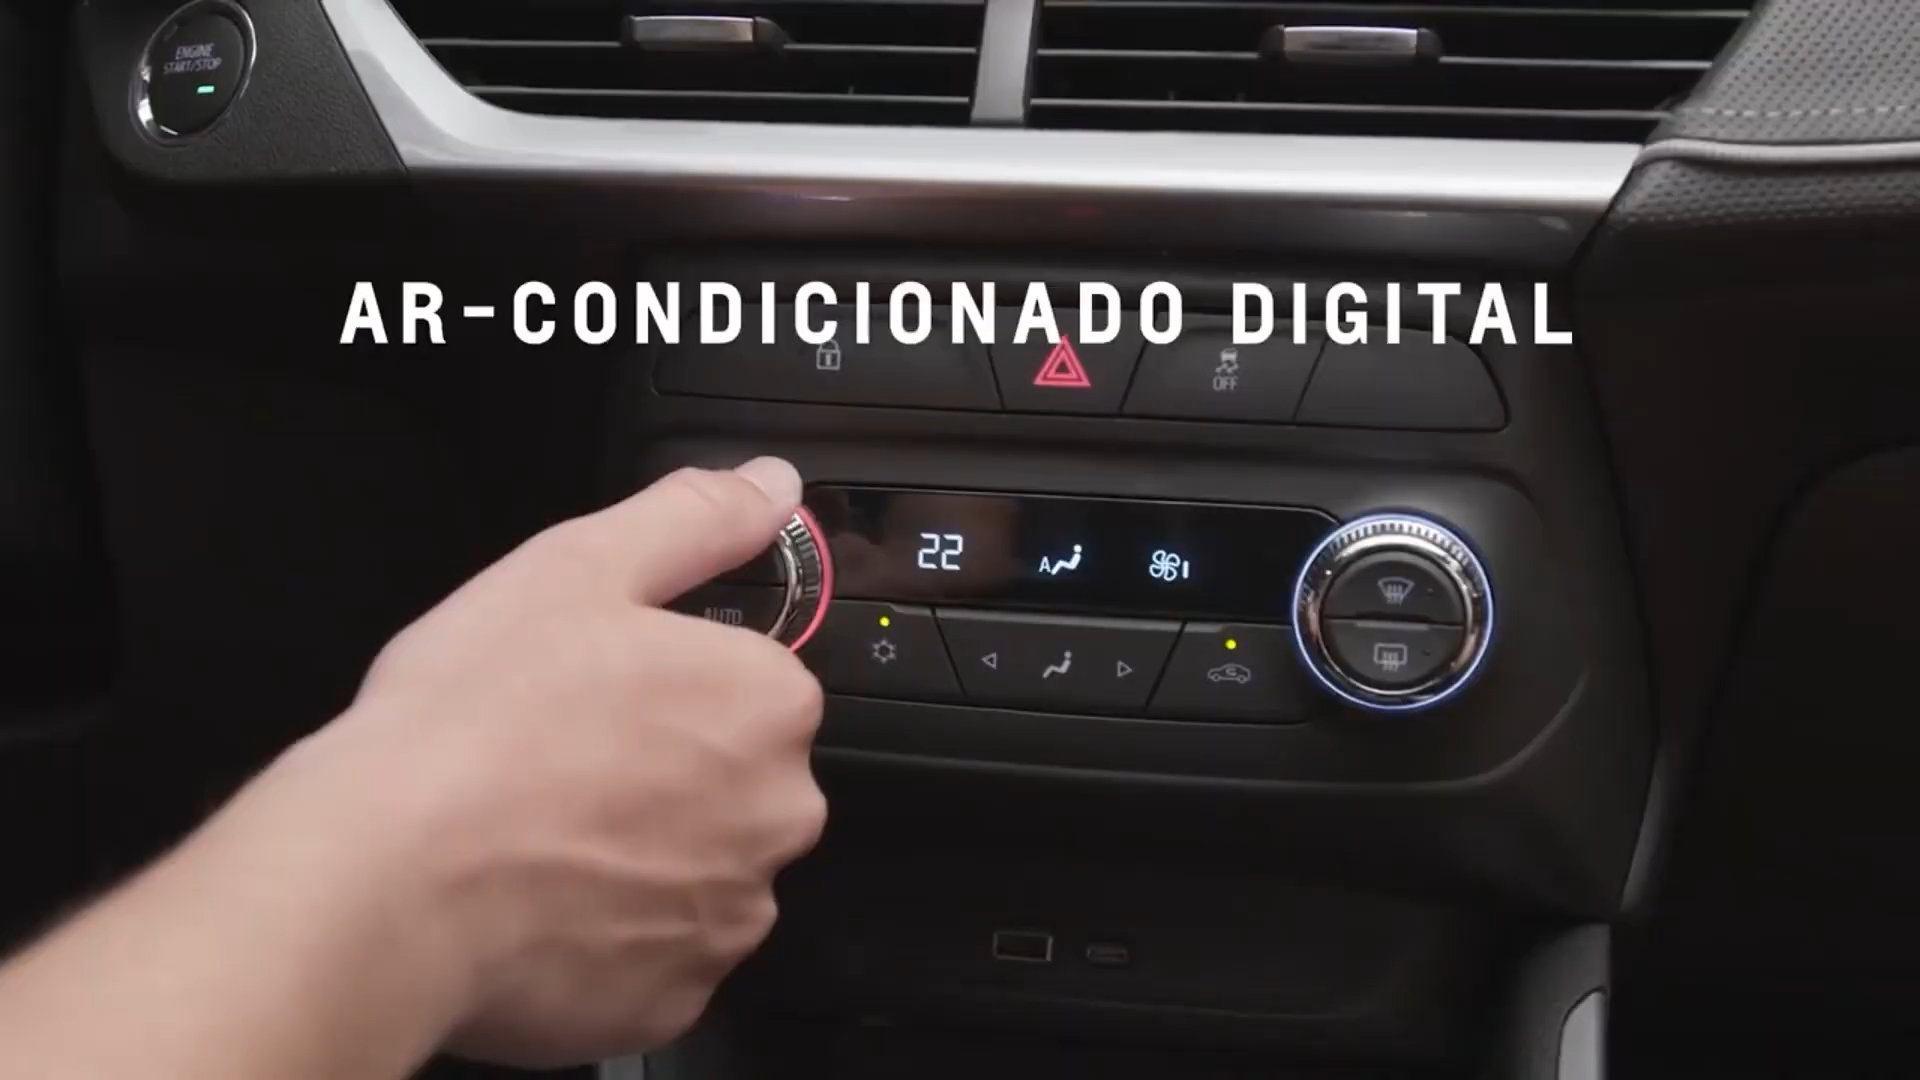 ENGINE
START/STOP
AR-CONDICIONADO DIGITAL
OFF
22
A
AUTO